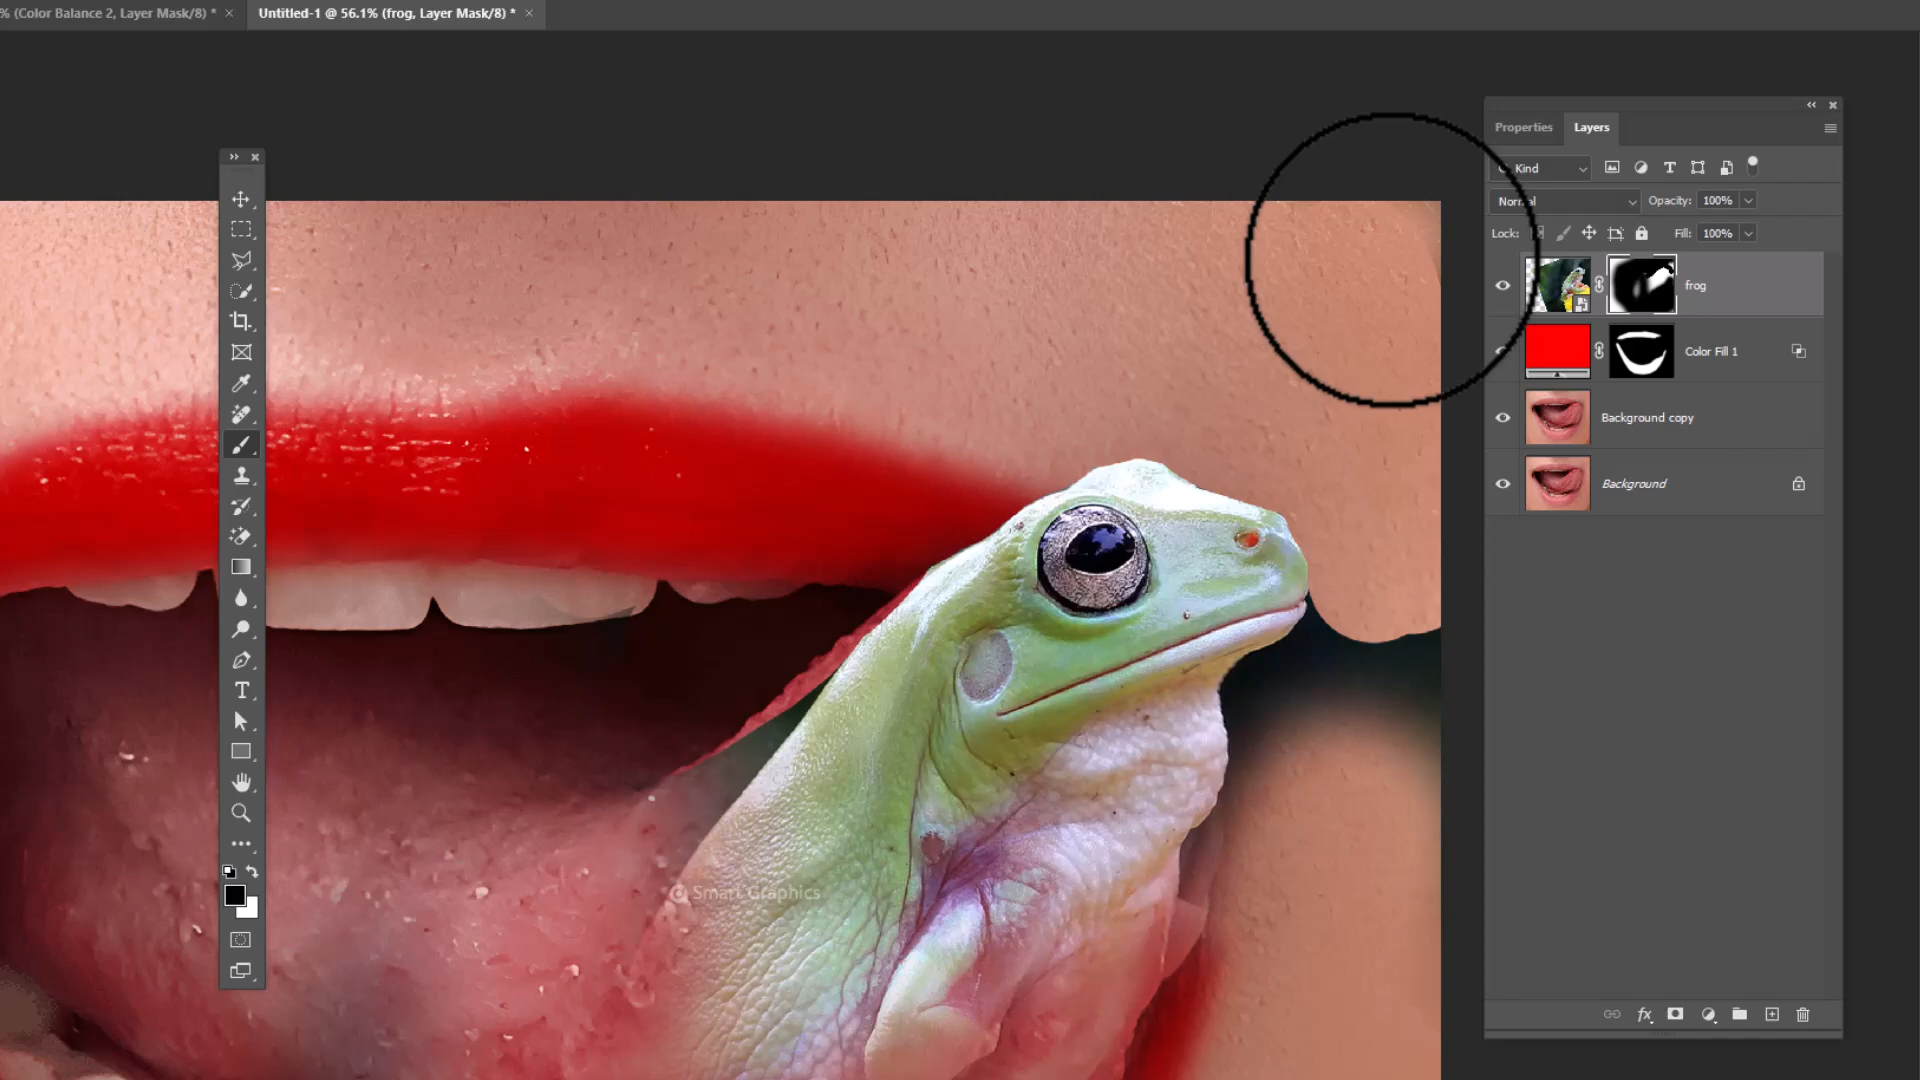 % (Color Balance 2, Layer Mask/8) * ×
Untitled-1 @ 56.1% (frog, Layer Mask/8) * ×
Properties Layers
Kind
Normal Opacity: 100%
Lock: Fill: 100%
frog
Color Fill 1
Background copy
Background
Smart Graphics